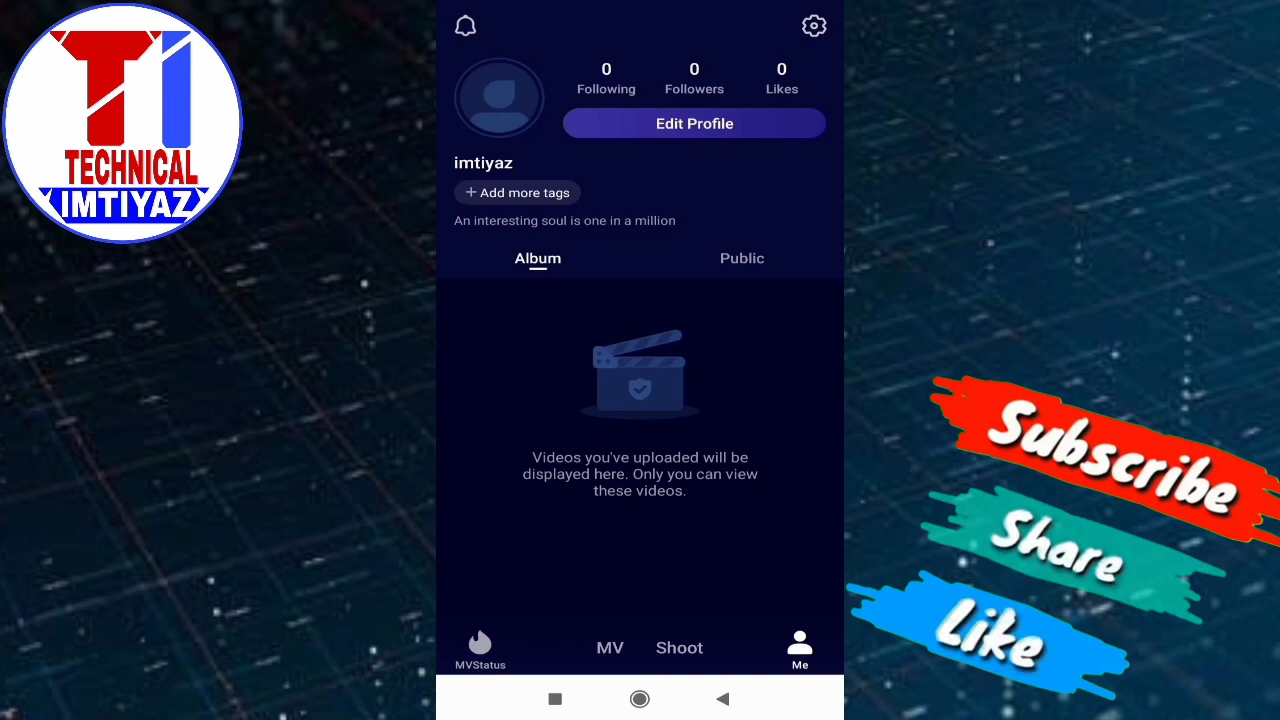 TI
TECHNICAL
IMTIYAZ
0 0 0
Following Followers Likes
Edit Profile
imtiyaz
+ Add more tags
An interesting soul is one in a million
Album Public
Videos you've uploaded will be
displayed here. Only you can view
these videos.
MVStatus MV Shoot Me
Subscribe
Share
Like